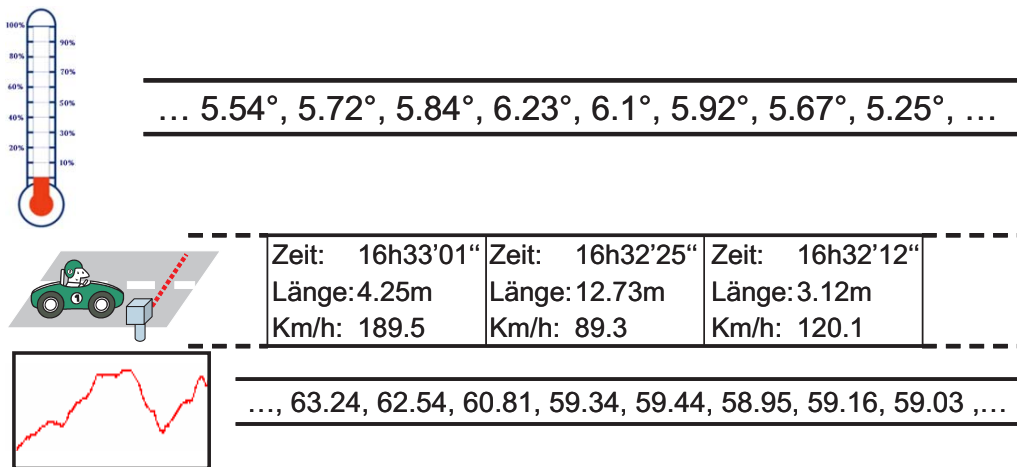 100%
90%
80%
70%
60%
50%
40%
30%
20%
10%
… 5.54°, 5.72°, 5.84°, 6.23°, 6.1°, 5.92°, 5.67°, 5.25°, …
Zeit: 16h33’01“ Zeit: 16h32’25“ Zeit: 16h32’12“
Länge: 4.25m Länge: 12.73m Länge: 3.12m
Km/h: 189.5 Km/h: 89.3 Km/h: 120.1
1
…, 63.24, 62.54, 60.81, 59.34, 59.44, 58.95, 59.16, 59.03 ,…